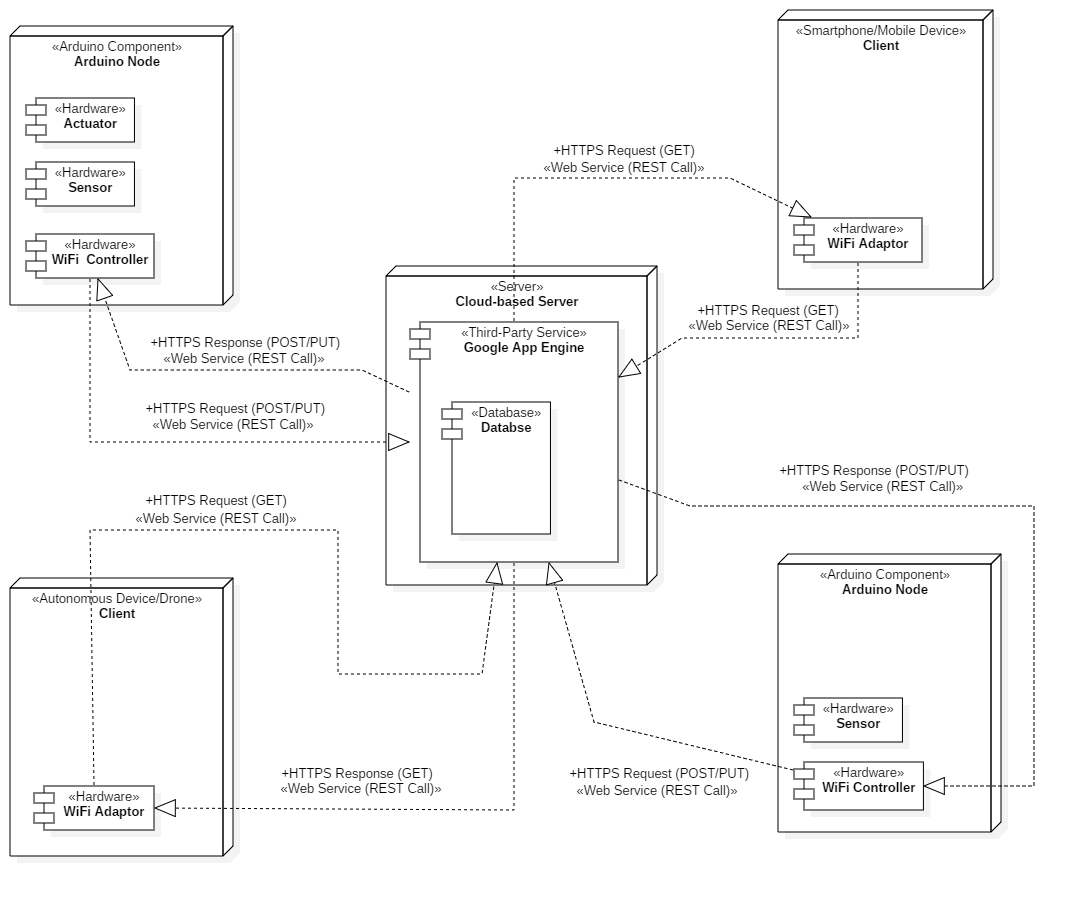 «Arduino Component»
Arduino Node
«Hardware»
Actuator
«Hardware»
Sensor
«Hardware»
WiFi  Controller
«Smartphone/Mobile Device»
Client
«Hardware»
WiFi Adaptor
+HTTPS Request (GET)
«Web Service (REST Call)»
+HTTPS Request (GET)
«Web Service (REST Call)»
«Server»
Cloud-based Server
«Third-Party Service»
Google App Engine
«Database»
Databse
+HTTPS Response (POST/PUT)
«Web Service (REST Call)»
+HTTPS Request (POST/PUT)
«Web Service (REST Call)»
+HTTPS Request (GET)
«Web Service (REST Call)»
+HTTPS Response (POST/PUT)
«Web Service (REST Call)»
«Autonomous Device/Drone»
Client
«Hardware»
WiFi Adaptor
+HTTPS Response (GET)
«Web Service (REST Call)»
+HTTPS Request (POST/PUT)
«Web Service (REST Call)»
«Arduino Component»
Arduino Node
«Hardware»
Sensor
«Hardware»
WiFi Controller